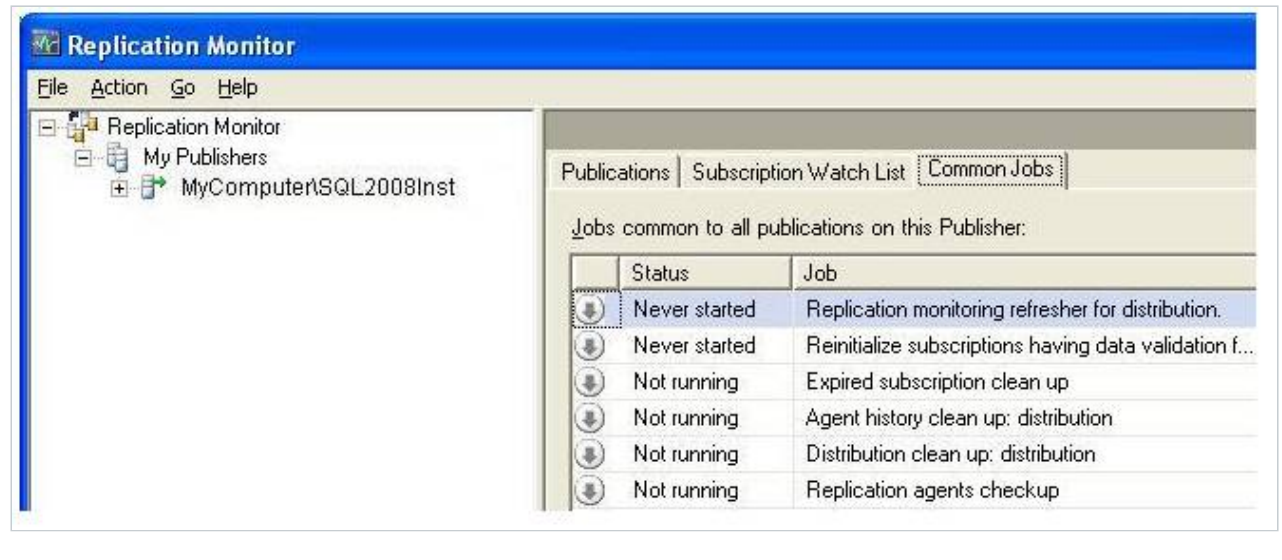 Replication Monitor
File Action Go Help
Replication Monitor
My Publishers
MyComputer\SQL2008Inst
Publications Subscription Watch List Common Jobs
Jobs common to all publications on this Publisher:
Status Job
Never started Replication monitoring refresher for distribution.
Never started Reinitialize subscriptions having data validation f...
Not running Expired subscription clean up
Not running Agent history clean up: distribution
Not running Distribution clean up: distribution
Not running Replication agents checkup